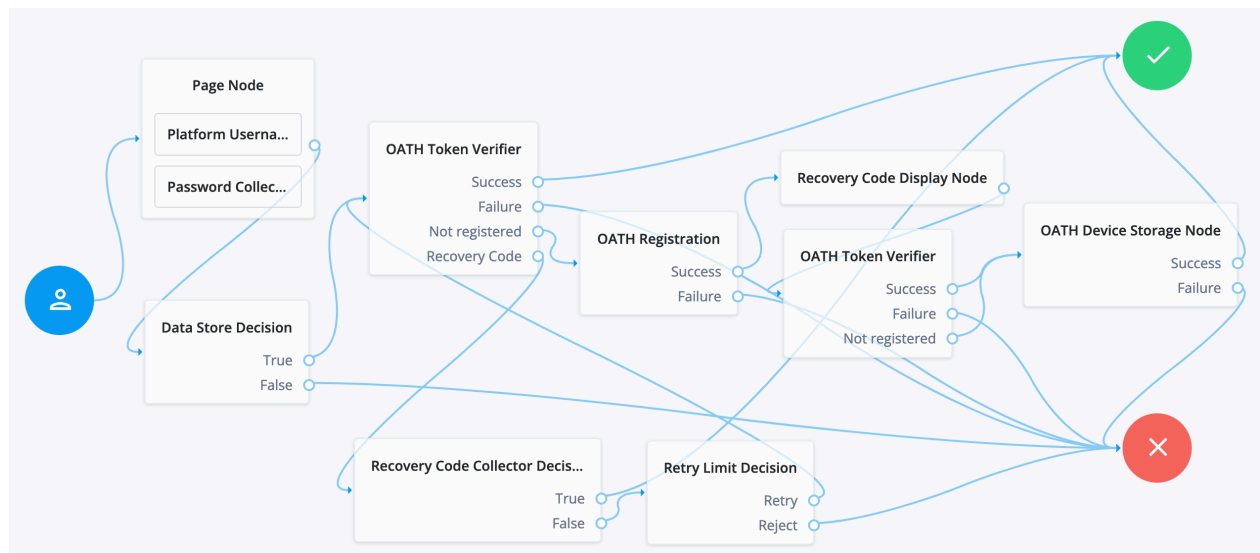 Page Node
Platform Userna...
Password Collec...
Data Store Decision
True
False
OATH Token Verifier
Success
Failure
Not registered
Recovery Code
OATH Registration
Success
Failure
Recovery Code Display Node
OATH Token Verifier
Success
Failure
Not registered
OATH Device Storage Node
Success
Failure
Recovery Code Collector Decis...
True
False
Retry Limit Decision
Retry
Reject